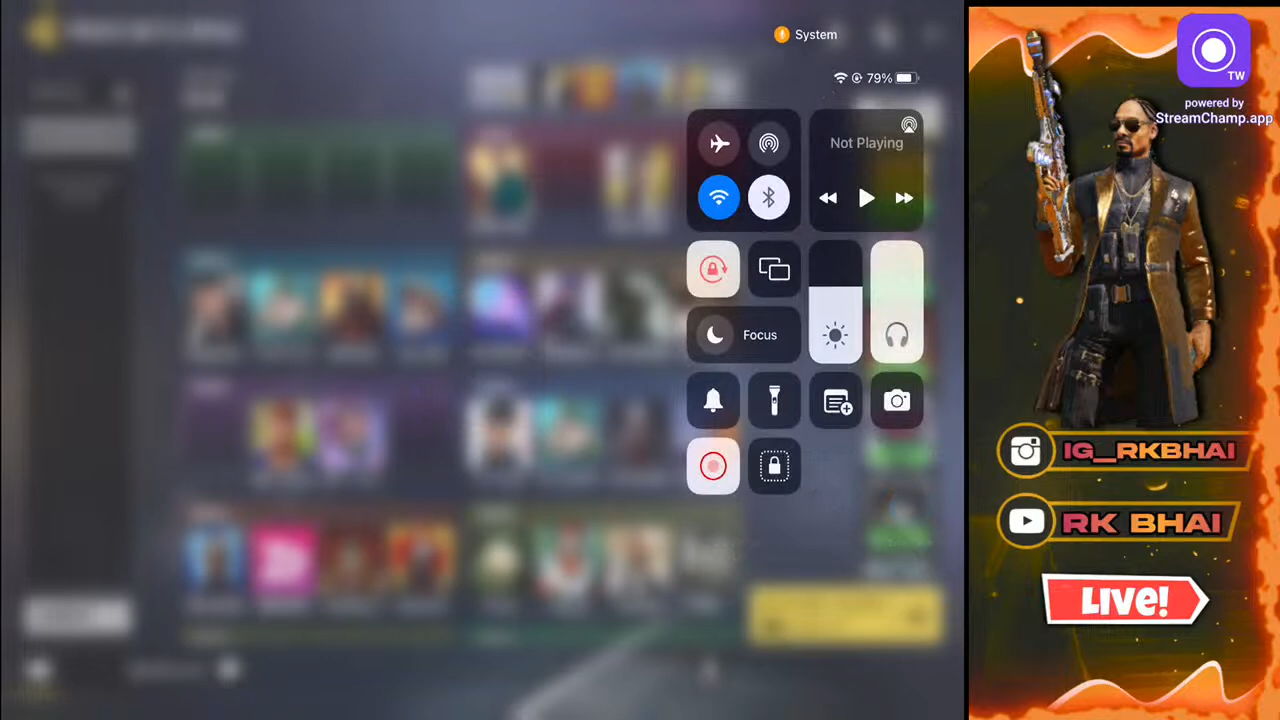 System
79%
Not Playing
Focus
TW
powered by
StreamChamp.app
IG_RKBHAI
RK BHAI
LIVE!